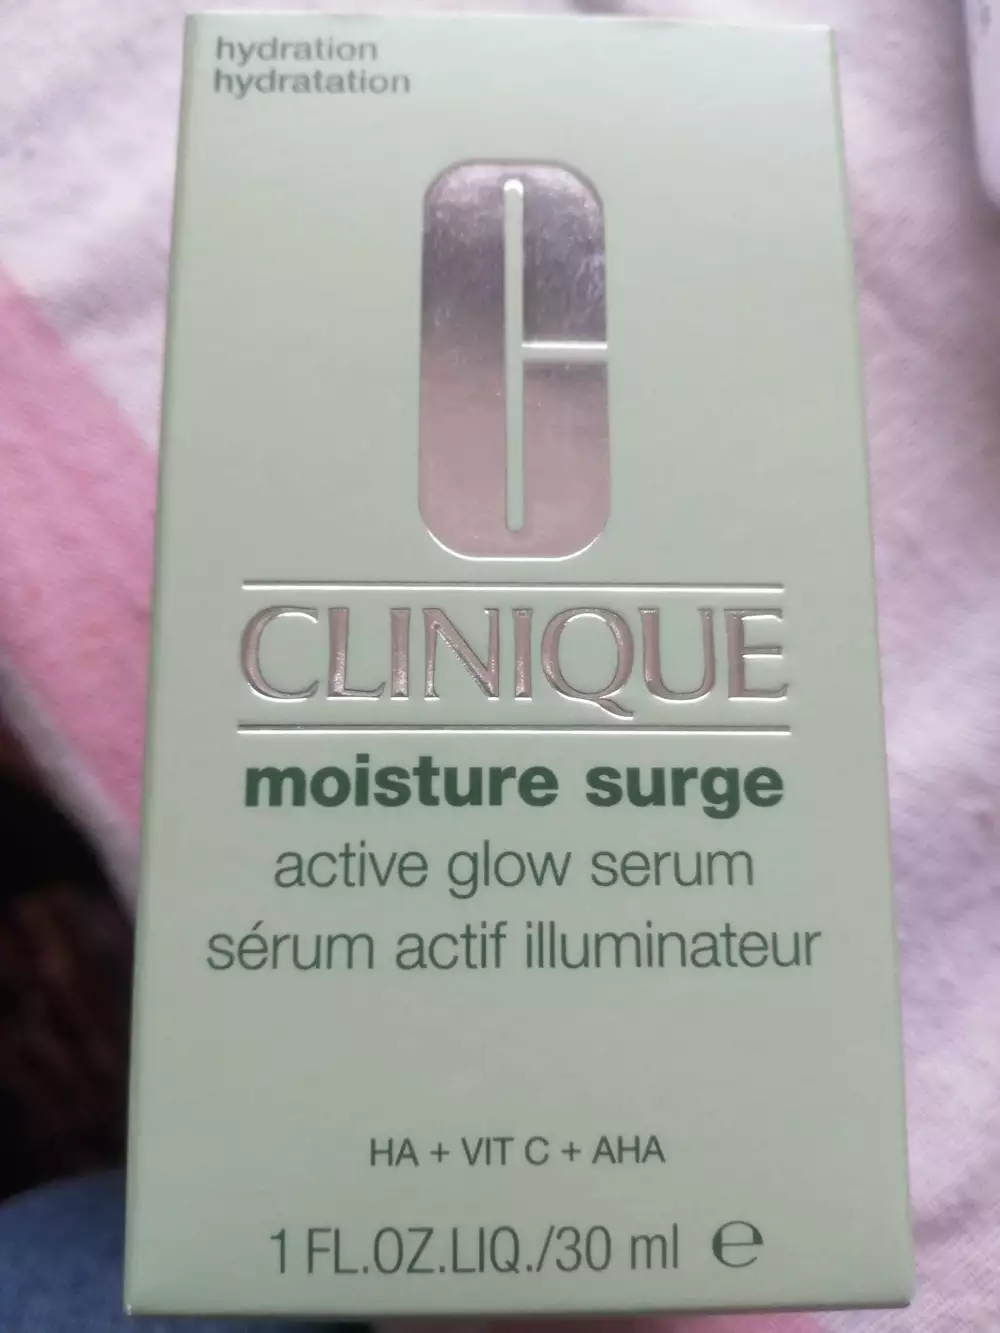 hydration
hydratation
CLINIQUE
moisture surge
active glow serum
sérum actif illuminateur
HA + VIT C + AHA
1 FL.OZ.LIQ./30 ml ℮